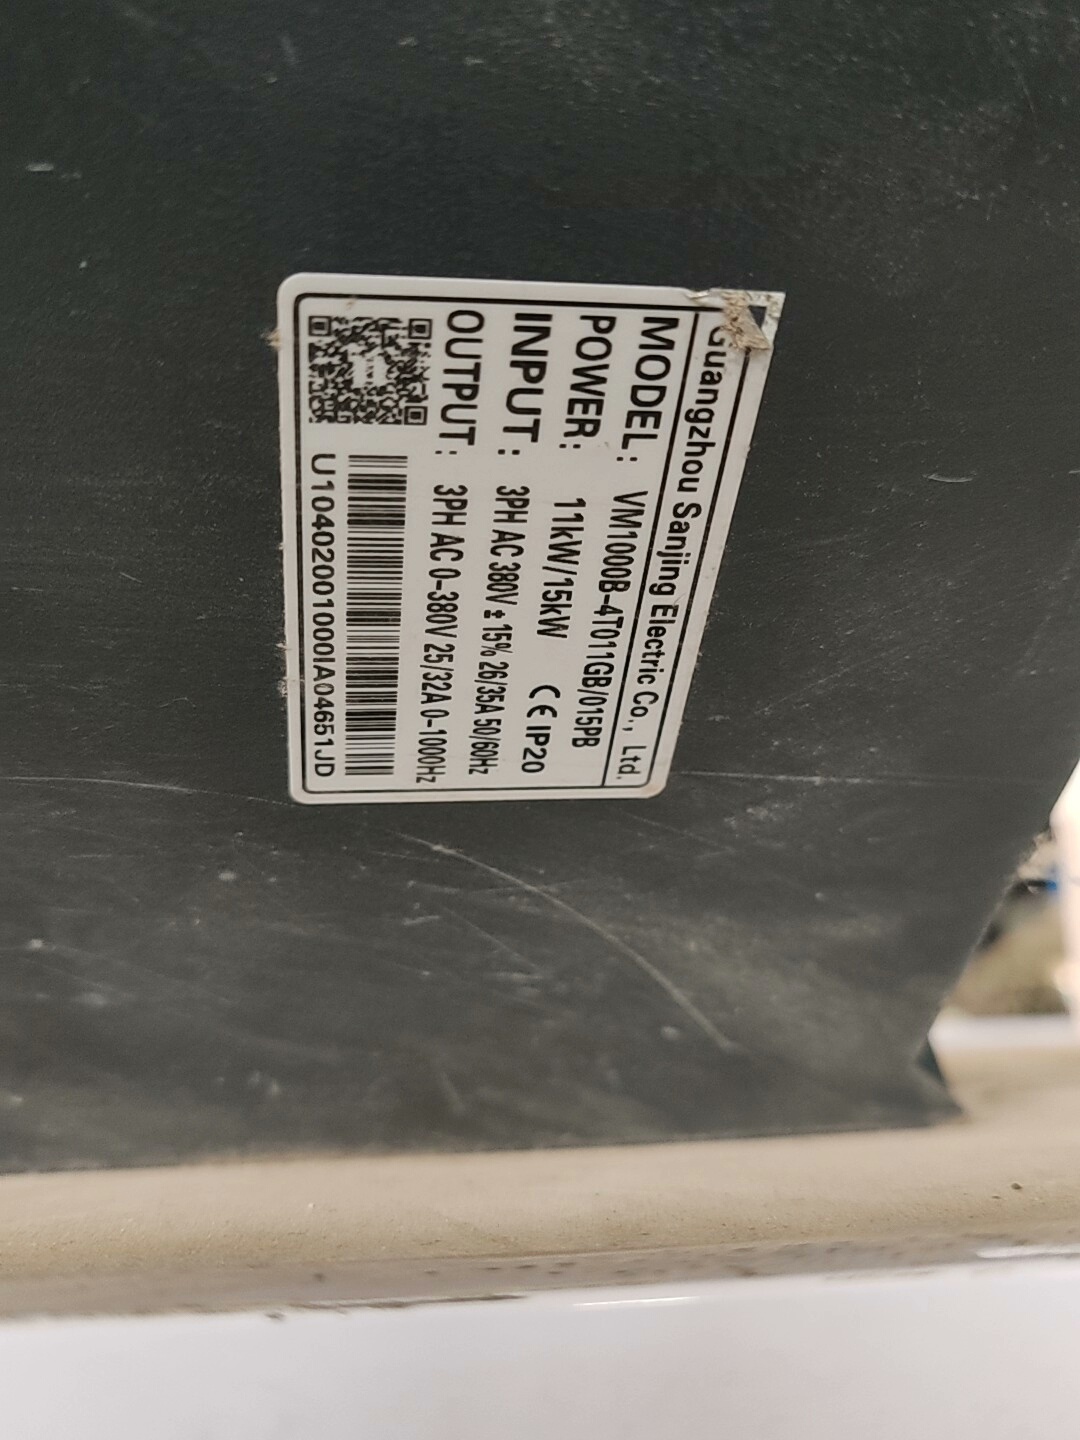 Guangzhou Sanjing Electric Co., Ltd.
MODEL: VM1000B-4T011GB/015PB
POWER: 11kW/15kW CE IP20
INPUT: 3PH AC 380V ± 15% 26/35A 50/60Hz
OUTPUT: 3PH AC 0-380V 25/32A 0-1000Hz
U10402001000IA04651JD